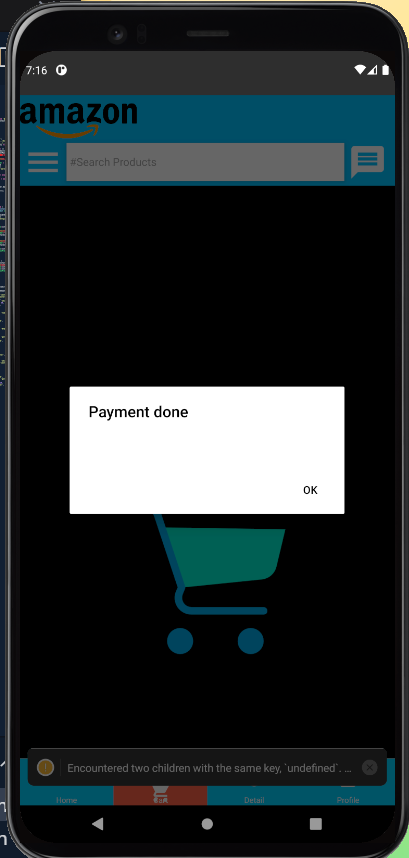 7:16
amazon
#Search Products
Payment done
OK
Encountered two children with the same key, `undefined`. ...
Home
Detail
Profile